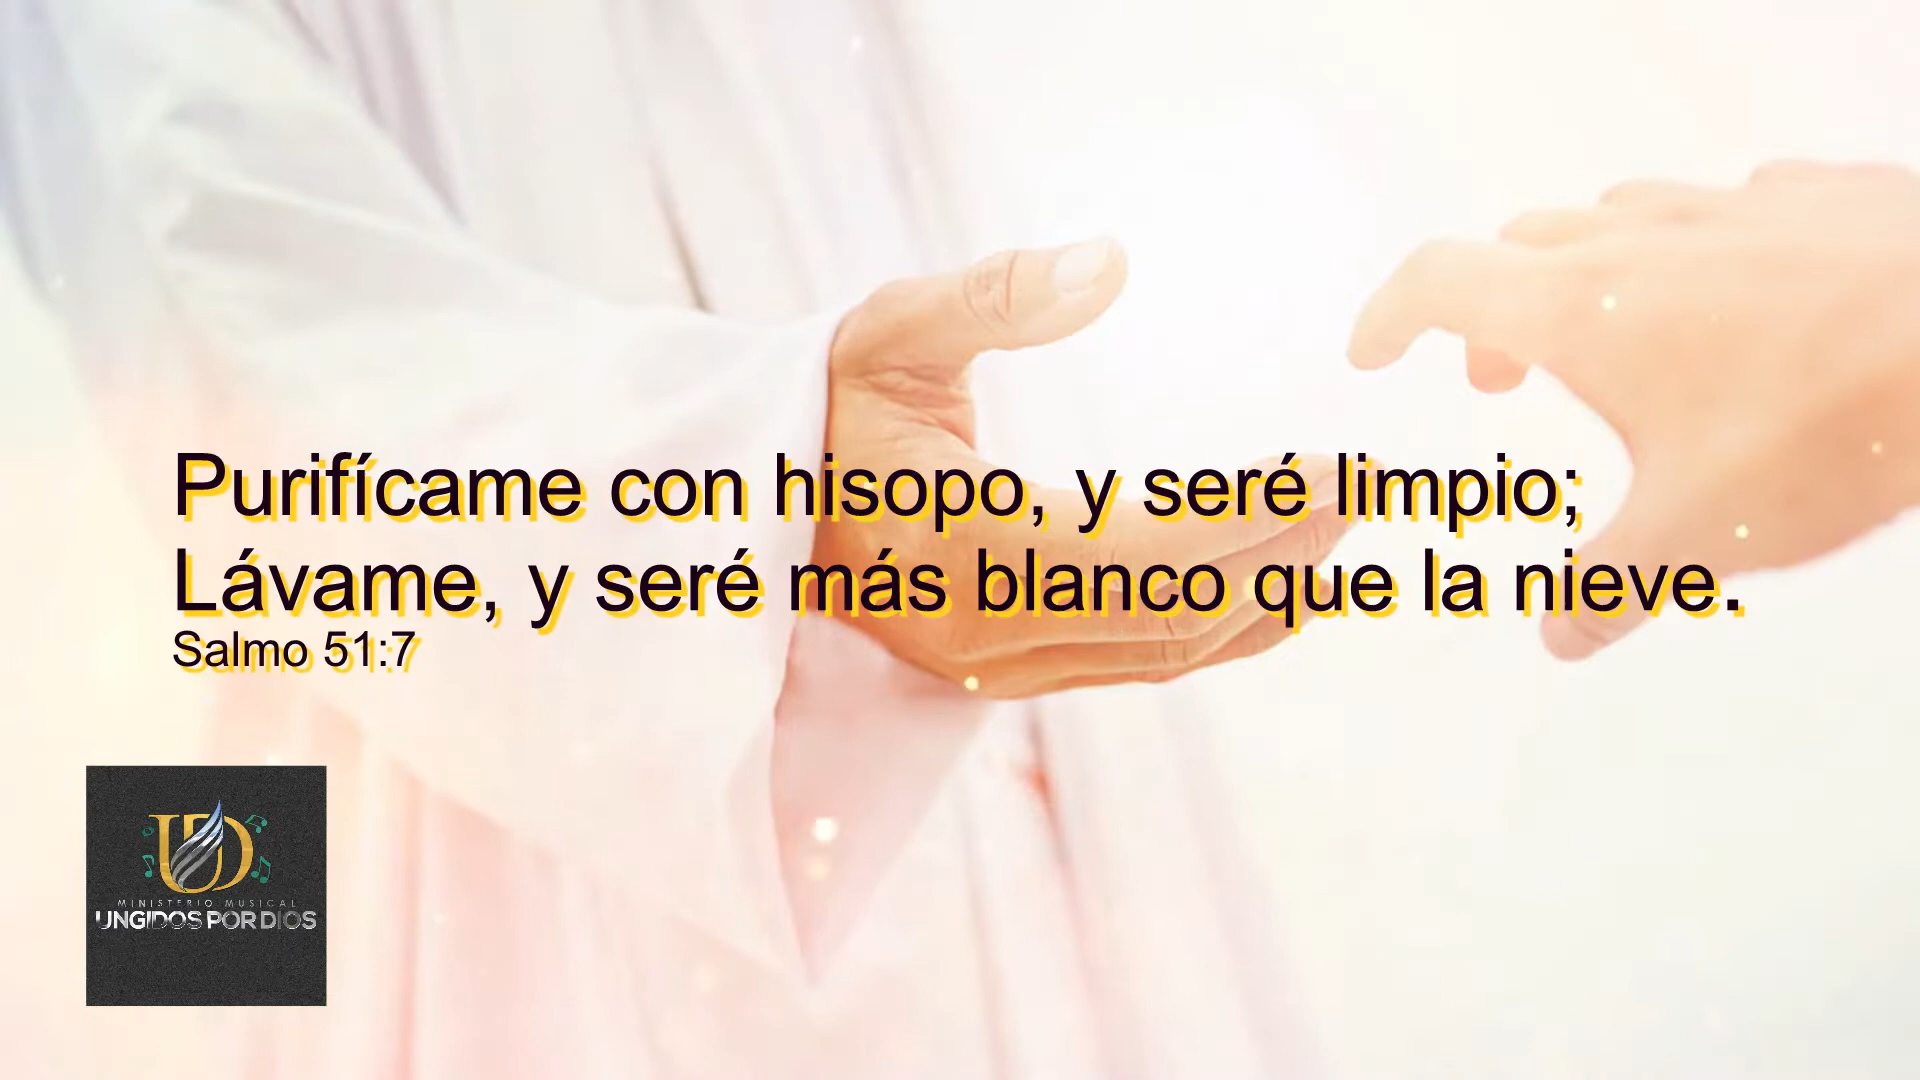 Purifícame con hisopo, y seré limpio;
Lávame, y seré más blanco que la nieve.
Salmo 51:7
UD
MINISTERIO MUSICAL
UNGIDOS POR DIOS